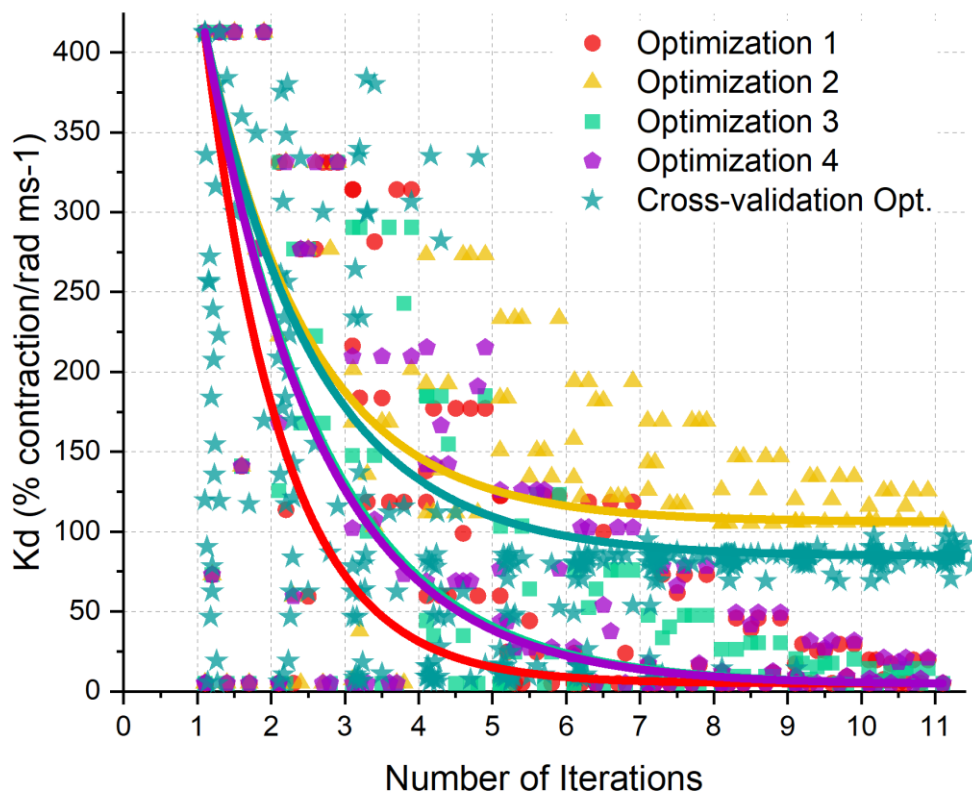 Optimization 1
Optimization 2
Optimization 3
Optimization 4
Cross-validation Opt.
Kd (% contraction/rad ms-1)
400
350
300
250
200
150
100
50
0
0 1 2 3 4 5 6 7 8 9 10 11
Number of Iterations